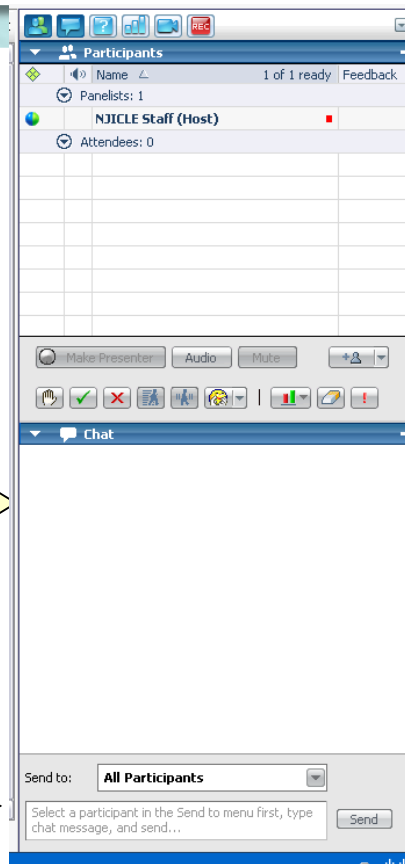 REC
Participants
Name 1 of 1 ready Feedback
Panelists: 1
NJICLE Staff (Host)
Attendees: 0
Make Presenter Audio Mute
Chat
Send to: All Participants
Select a participant in the Send to menu first, type
chat message, and send... Send